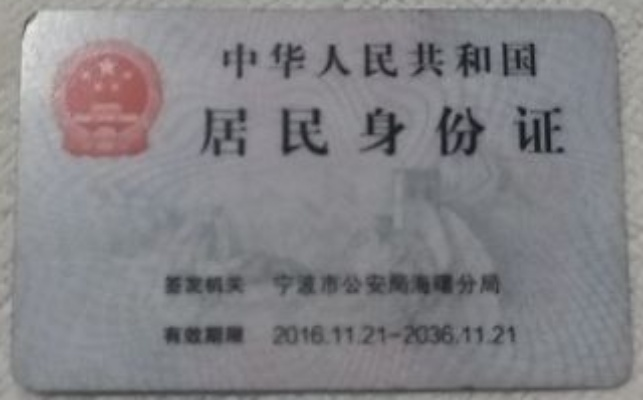 中华人民共和国
居民身份证
签发机关 宁波市公安局海曙分局
有效期限 2016.11.21-2036.11.21